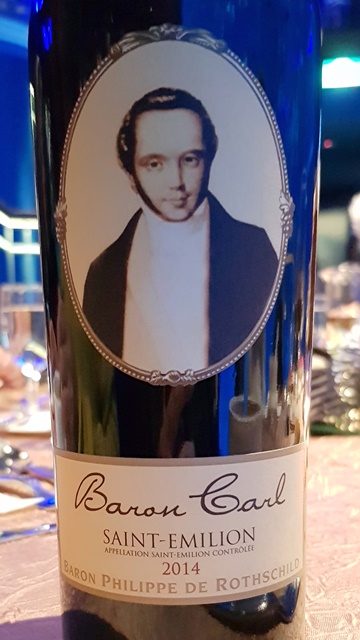 Baron Carl
SAINT-EMILION
APPELLATION SAINT-EMILION CONTRÔLÉE
2014
BARON PHILIPPE DE ROTHSCHILD